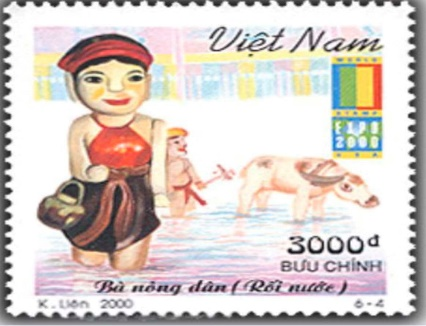 Việt Nam
WORLD
STAMP
EXPO
2000
U.S.A
3000đ
BƯU CHÍNH
Bà nông dân (Rối nước)
K. Liên 2000 6-4